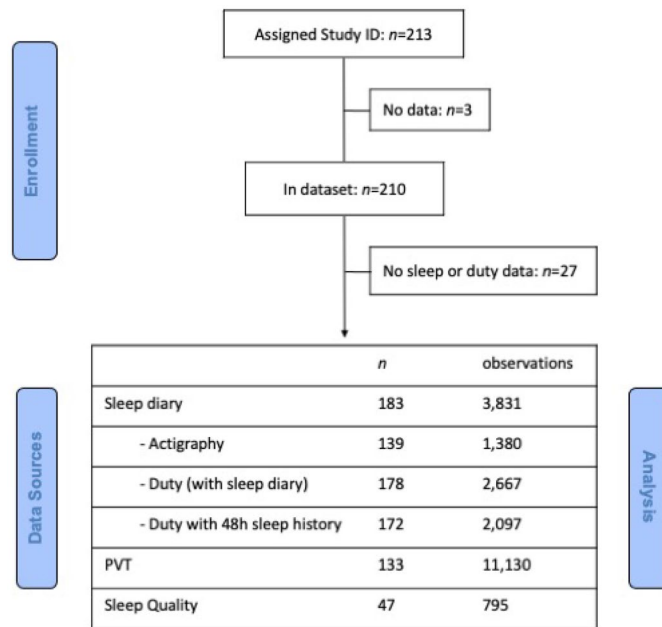 Assigned Study ID: n=213
No data: n=3
Enrollment
In dataset: n=210
No sleep or duty data: n=27
n observations
Sleep diary 183 3,831
- Actigraphy 139 1,380
- Duty (with sleep diary) 178 2,667
- Duty with 48h sleep history 172 2,097
PVT 133 11,130
Sleep Quality 47 795
Data Sources
Analysis